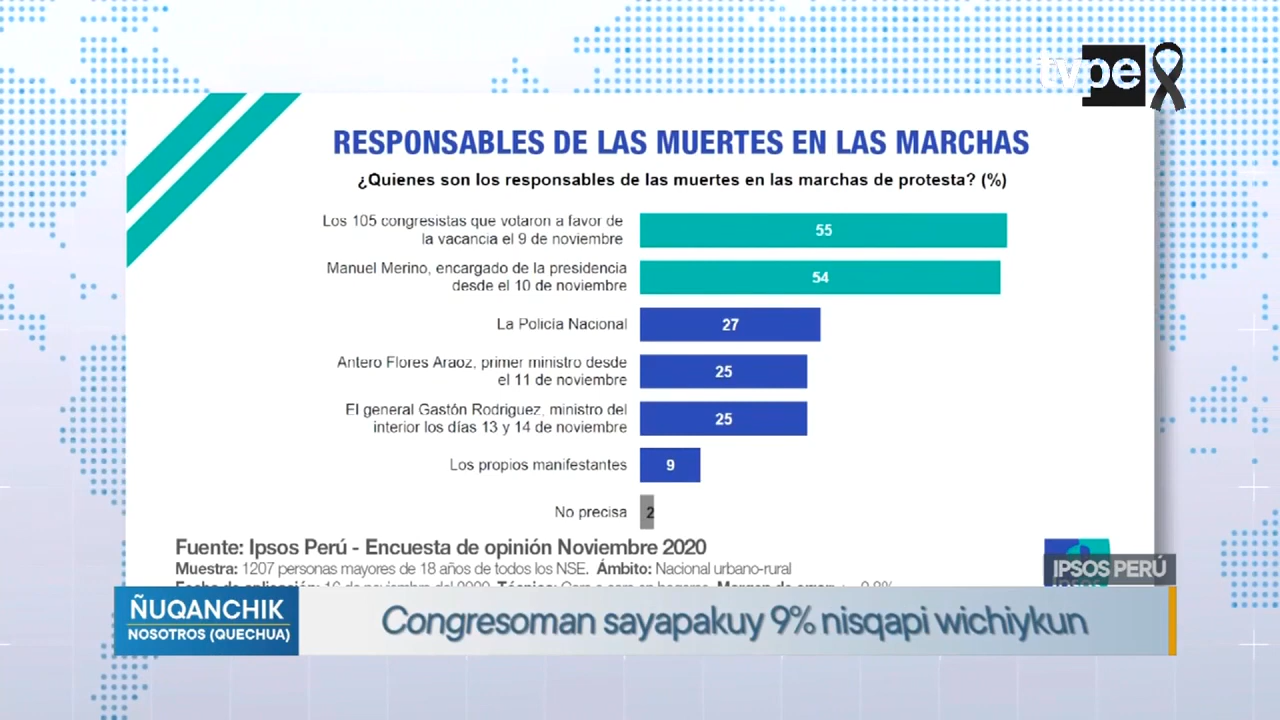 tvpe
RESPONSABLES DE LAS MUERTES EN LAS MARCHAS
¿Quienes son los responsables de las muertes en las marchas de protesta? (%)
Los 105 congresistas que votaron a favor de
la vacancia el 9 de noviembre
55
Manuel Merino, encargado de la presidencia
desde el 10 de noviembre
54
La Policía Nacional
27
Antero Flores Araoz, primer ministro desde
el 11 de noviembre
25
El general Gastón Rodriguez, ministro del
interior los días 13 y 14 de noviembre
25
Los propios manifestantes
9
No precisa
2
Fuente: Ipsos Perú - Encuesta de opinión Noviembre 2020
Muestra: 1207 personas mayores de 18 años de todos los NSE. Ámbito: Nacional urbano-rural
IPSOS PERÚ
ÑUQANCHIK
NOSOTROS (QUECHUA)
Congresoman sayapakuy 9% nisqapi wichiykun